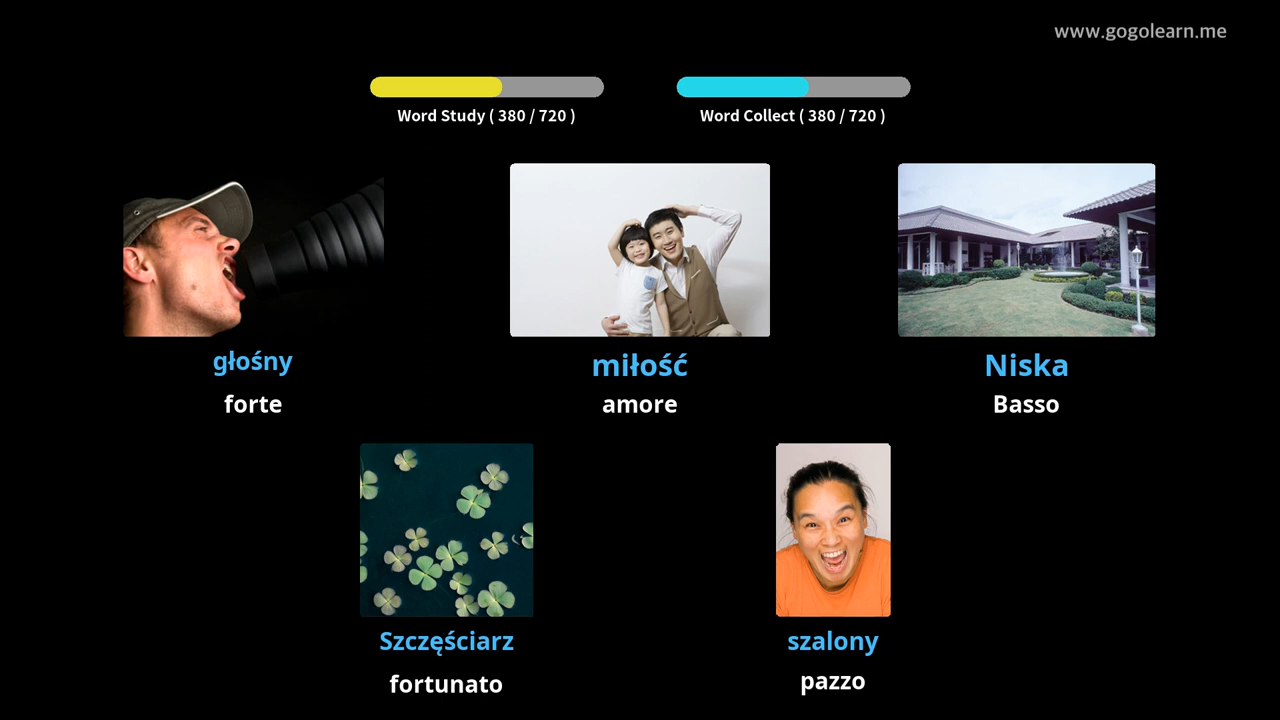 www.gogolearn.me
Word Study ( 380 / 720 )
Word Collect ( 380 / 720 )
głośny
forte
miłość
amore
Niska
Basso
Szczęściarz
fortunato
szalony
pazzo